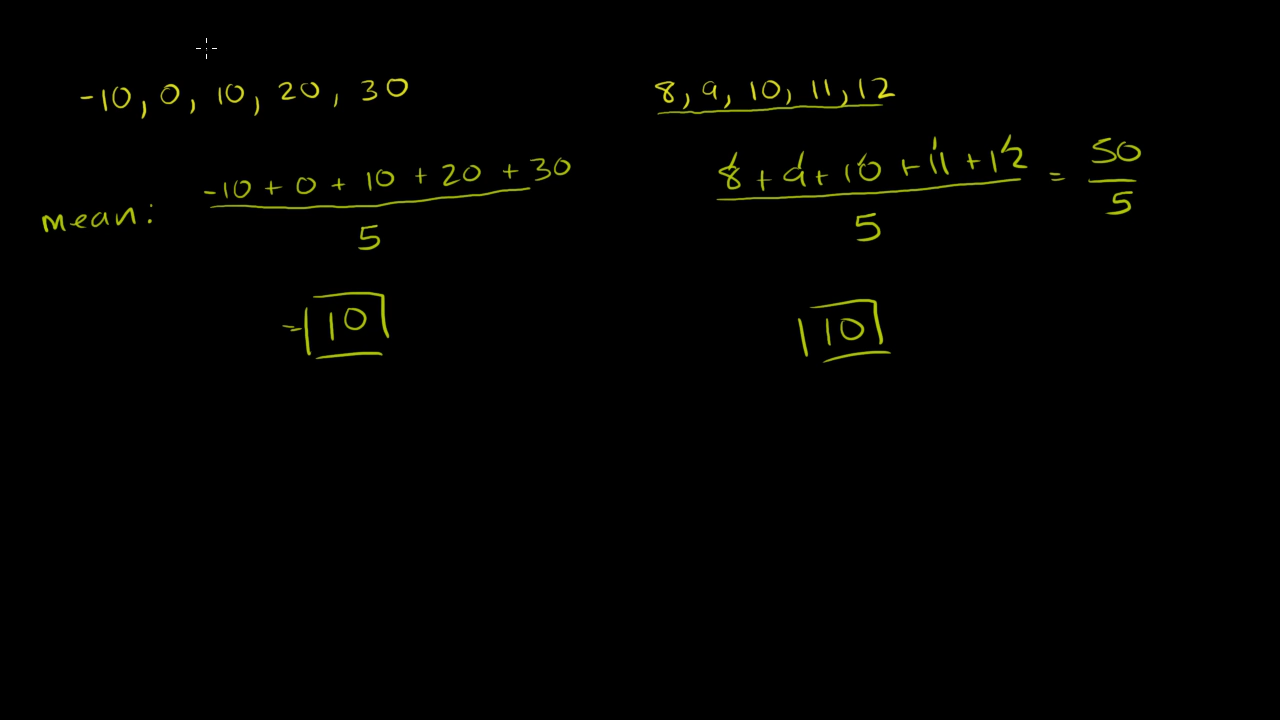 -10, 0, 10, 20, 30
8, 9, 10, 11, 12
mean: -10 + 0 + 10 + 20 + 30 / 5
= 10
8 + 9 + 10 + 11 + 12 / 5 = 50 / 5
10